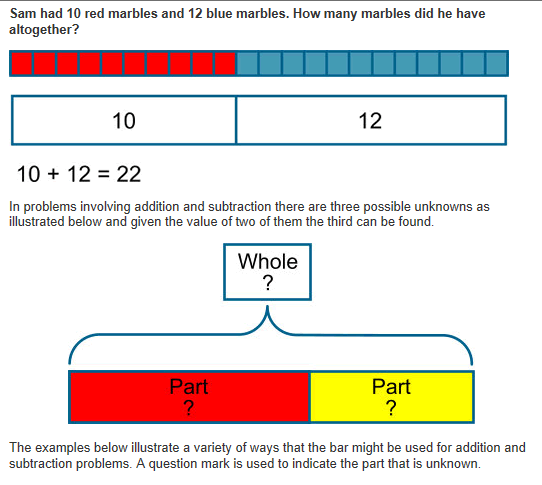 Sam had 10 red marbles and 12 blue marbles. How many marbles did he have
altogether?
10 12
10 + 12 = 22
In problems involving addition and subtraction there are three possible unknowns as
illustrated below and given the value of two of them the third can be found.
Whole
?
Part Part
? ?
The examples below illustrate a variety of ways that the bar might be used for addition and
subtraction problems. A question mark is used to indicate the part that is unknown.